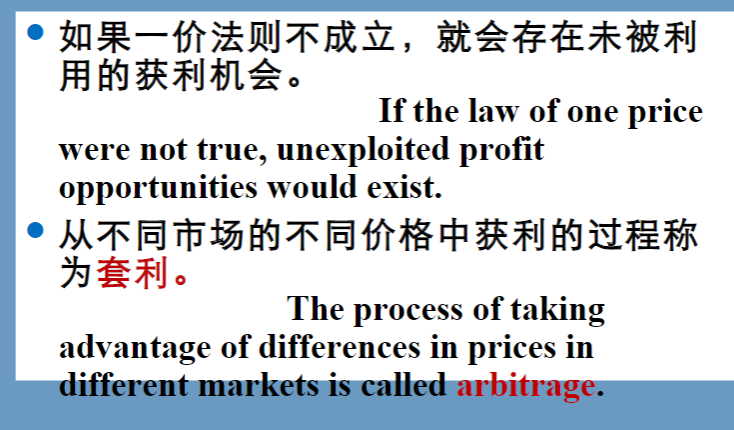 如果一价法则不成立，就会存在未被利
用的获利机会。
If the law of one price
were not true, unexploited profit
opportunities would exist.
从不同市场的不同价格中获利的过程称
为套利。
The process of taking
advantage of differences in prices in
different markets is called arbitrage.